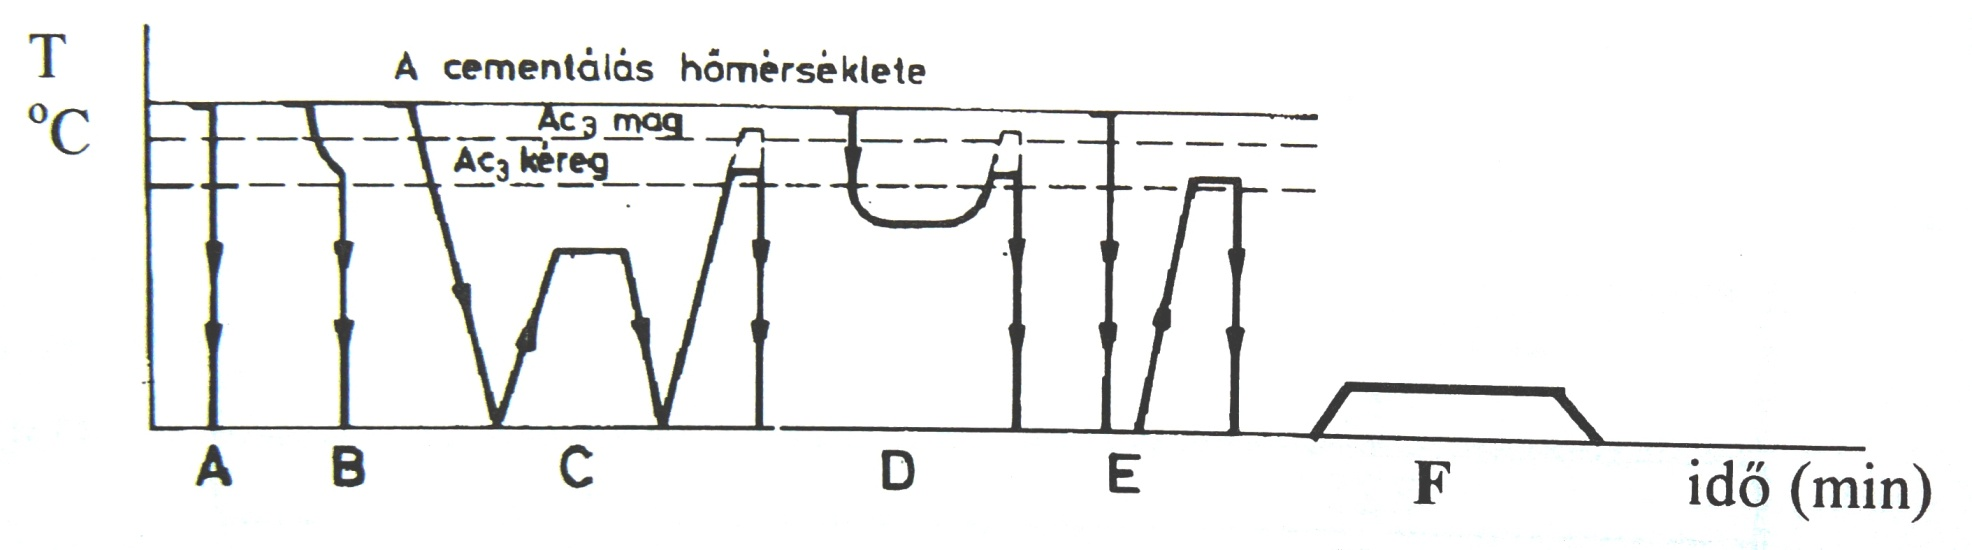 T
°C
A cementálás hőmérséklete
Ac3 mag
Ac3 kéreg
A B C D E F idő (min)